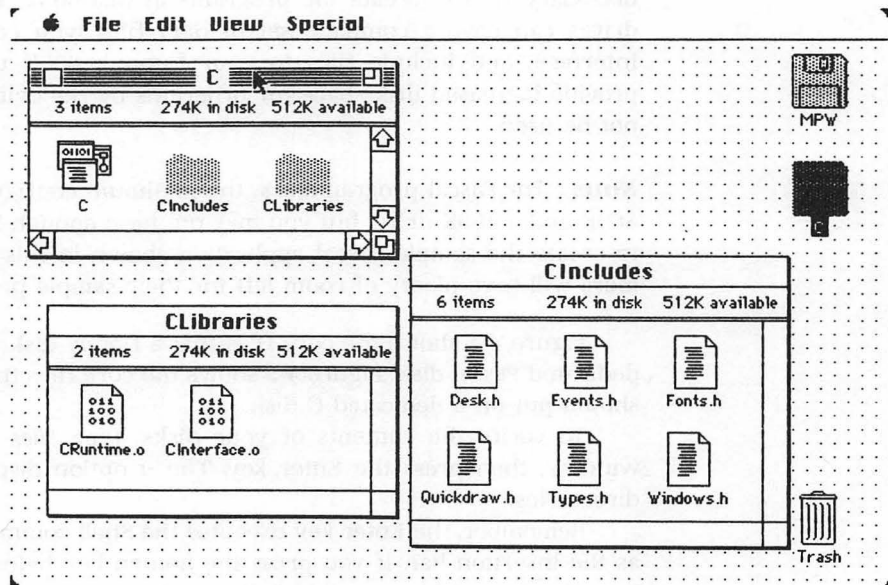 File Edit View Special
C
3 items 274K in disk 512K available
C CIncludes CLibraries
MPW
C
CIncludes
6 items 274K in disk 512K available
Desk.h Events.h Fonts.h
Quickdraw.h Types.h Windows.h
CLibraries
2 items 274K in disk 512K available
CRuntime.o CInterface.o
Trash